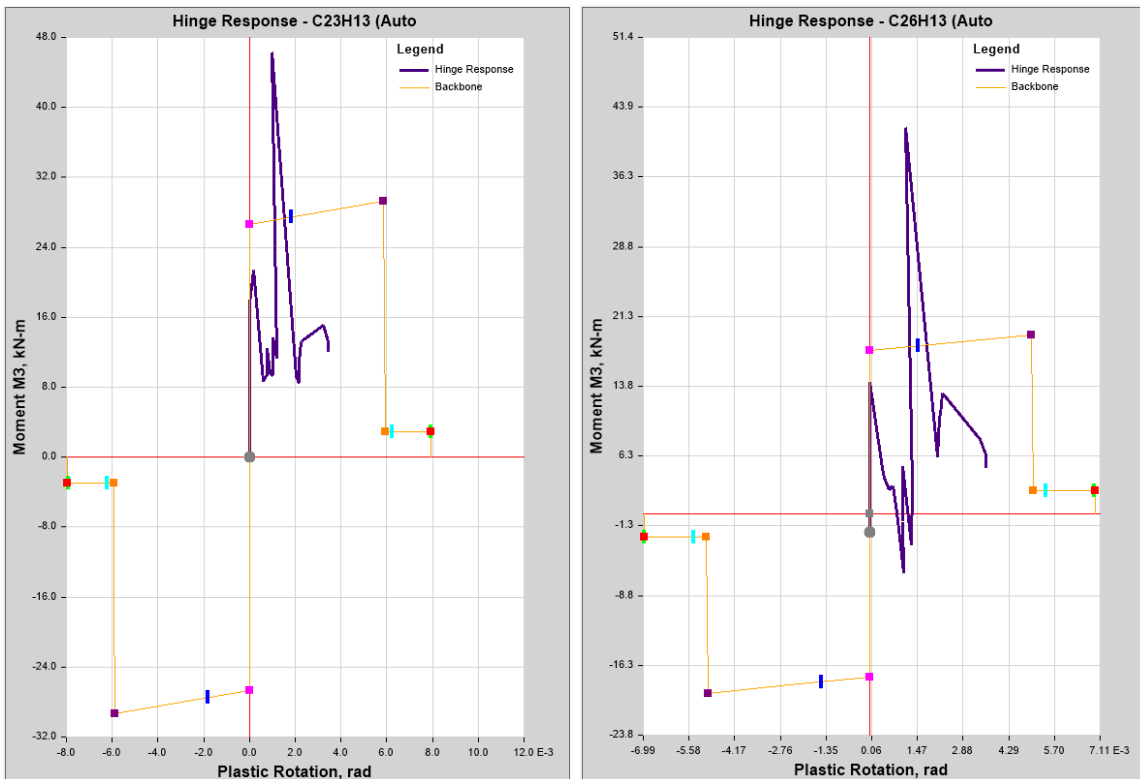 Hinge Response - C23H13 (Auto
48.0
Legend
Hinge Response
Backbone
40.0
32.0
24.0
16.0
8.0
0.0
-8.0
-16.0
-24.0
-32.0
Moment M3, kN-m
-8.0 -6.0 -4.0 -2.0 0.0 2.0 4.0 6.0 8.0 10.0 12.0 E-3
Plastic Rotation, rad
Hinge Response - C26H13 (Auto
51.4
Legend
Hinge Response
Backbone
43.9
36.3
28.8
21.3
13.8
6.3
-1.3
-8.8
-16.3
-23.8
Moment M3, kN-m
-6.99 -5.58 -4.17 -2.76 -1.35 0.06 1.47 2.88 4.29 5.70 7.11 E-3
Plastic Rotation, rad